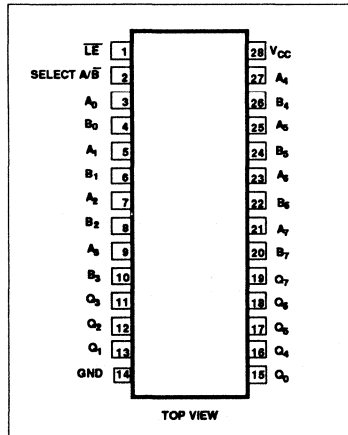 L̅E̅ 1 28 VCC
SELECT A/B̅ 2 27 A4
A0 3 26 B4
B0 4 25 A5
A1 5 24 B5
B1 6 23 A6
A2 7 22 B6
B2 8 21 A7
A3 9 20 B7
B3 10 19 Q7
Q3 11 18 Q6
Q2 12 17 Q5
Q1 13 16 Q4
GND 14 15 Q0
TOP VIEW